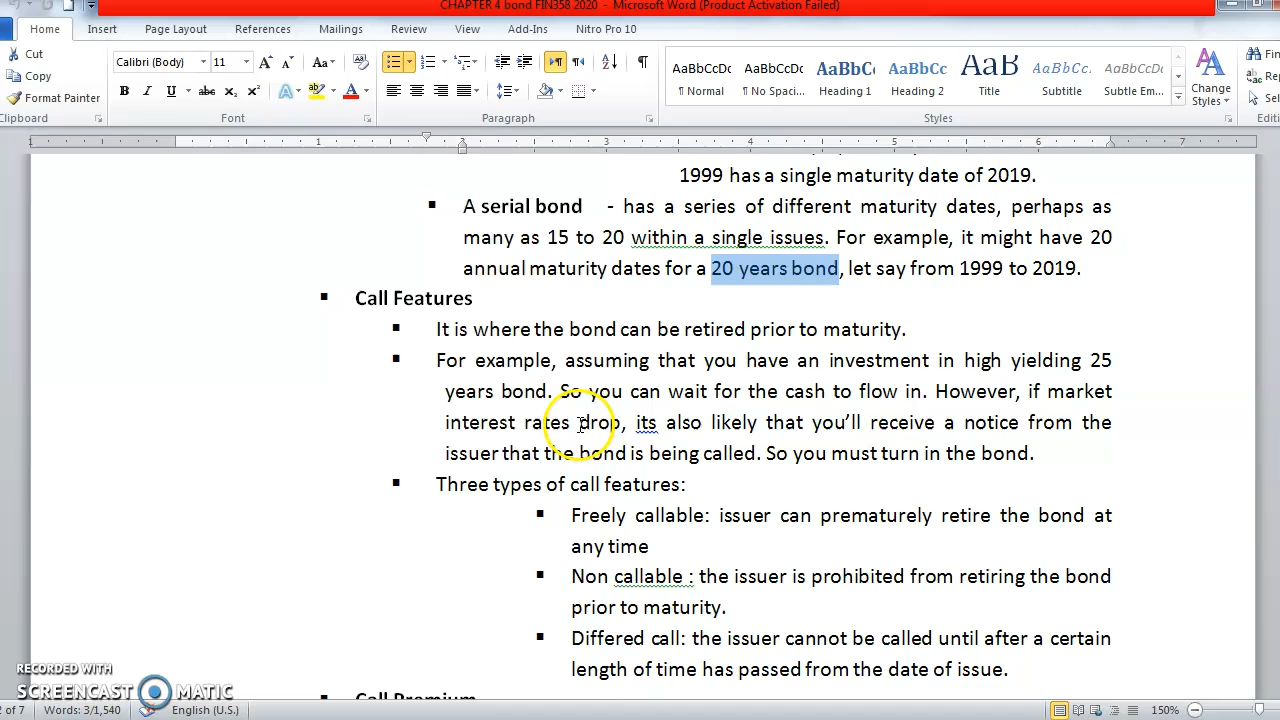 CHAPTER 4 bond FIN358 2020 - Microsoft Word (Product Activation Failed)
Home Insert Page Layout References Mailings Review View Add-Ins Nitro Pro 10
Cut
Copy
Format Painter
Clipboard
Calibri (Body) 11
Font
Paragraph
AaBbCcDc AaBbCcDc AaBbCc AaBbCc AaB AaBbCc. AaBbCcDc
¶ Normal ¶ No Spaci... Heading 1 Heading 2 Title Subtitle Subtle Em...
Styles
Change
Styles
1 1 2 3 4 5 6 7
1999 has a single maturity date of 2019.
▪ A serial bond - has a series of different maturity dates, perhaps as
many as 15 to 20 within a single issues. For example, it might have 20
annual maturity dates for a 20 years bond, let say from 1999 to 2019.
▪ Call Features
▪ It is where the bond can be retired prior to maturity.
▪ For example, assuming that you have an investment in high yielding 25
years bond. So you can wait for the cash to flow in. However, if market
interest rates drop, its also likely that you'll receive a notice from the
issuer that the bond is being called. So you must turn in the bond.
▪ Three types of call features:
▪ Freely callable: issuer can prematurely retire the bond at
any time
▪ Non callable : the issuer is prohibited from retiring the bond
prior to maturity.
▪ Differed call: the issuer cannot be called until after a certain
length of time has passed from the date of issue.
▪ Call Premium
RECORDED WITH
SCREENCAST MATIC
2 of 7 Words: 3/1,540 English (U.S.) 150%